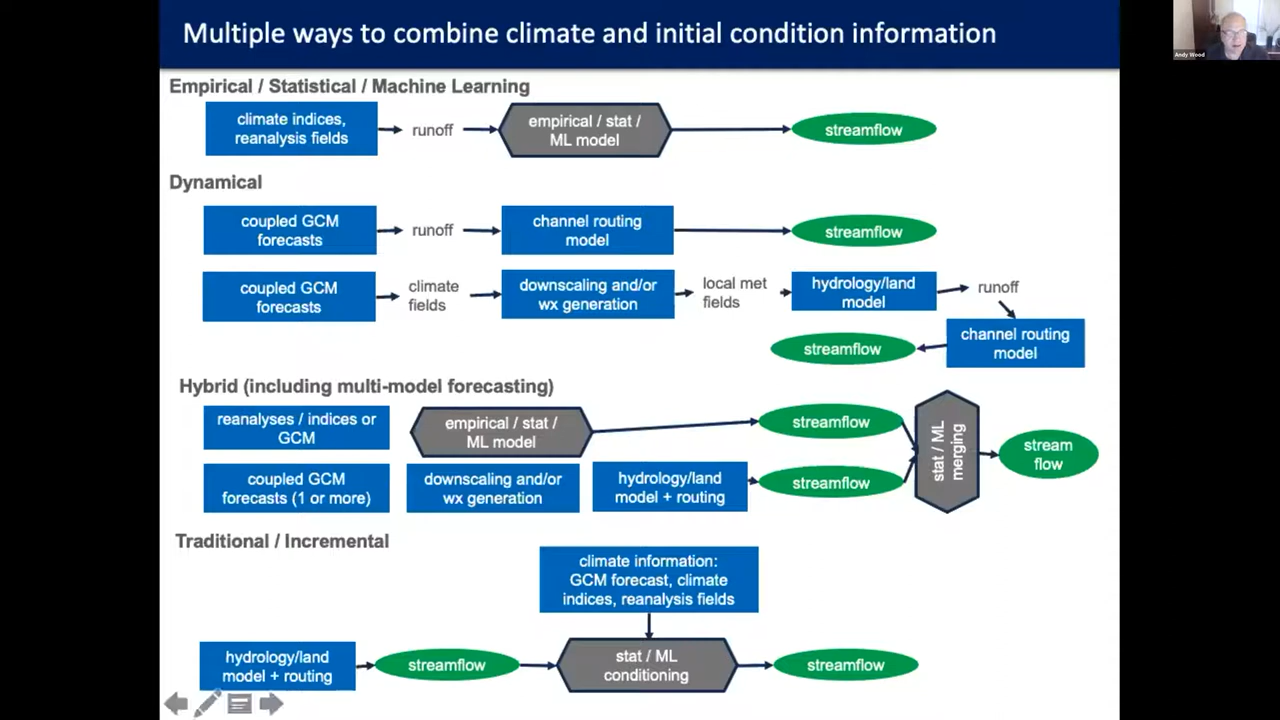 Multiple ways to combine climate and initial condition information
Andy Wood
Empirical / Statistical / Machine Learning
climate indices,
reanalysis fields
runoff
empirical / stat /
ML model
streamflow
Dynamical
coupled GCM
forecasts
runoff
channel routing
model
streamflow
coupled GCM
forecasts
climate
fields
downscaling and/or
wx generation
local met
fields
hydrology/land
model
runoff
channel routing
model
streamflow
Hybrid (including multi-model forecasting)
reanalyses / indices or
GCM
empirical / stat /
ML model
streamflow
coupled GCM
forecasts (1 or more)
downscaling and/or
wx generation
hydrology/land
model + routing
streamflow
stat / ML
merging
stream
flow
Traditional / Incremental
climate information:
GCM forecast, climate
indices, reanalysis fields
hydrology/land
model + routing
streamflow
stat / ML
conditioning
streamflow